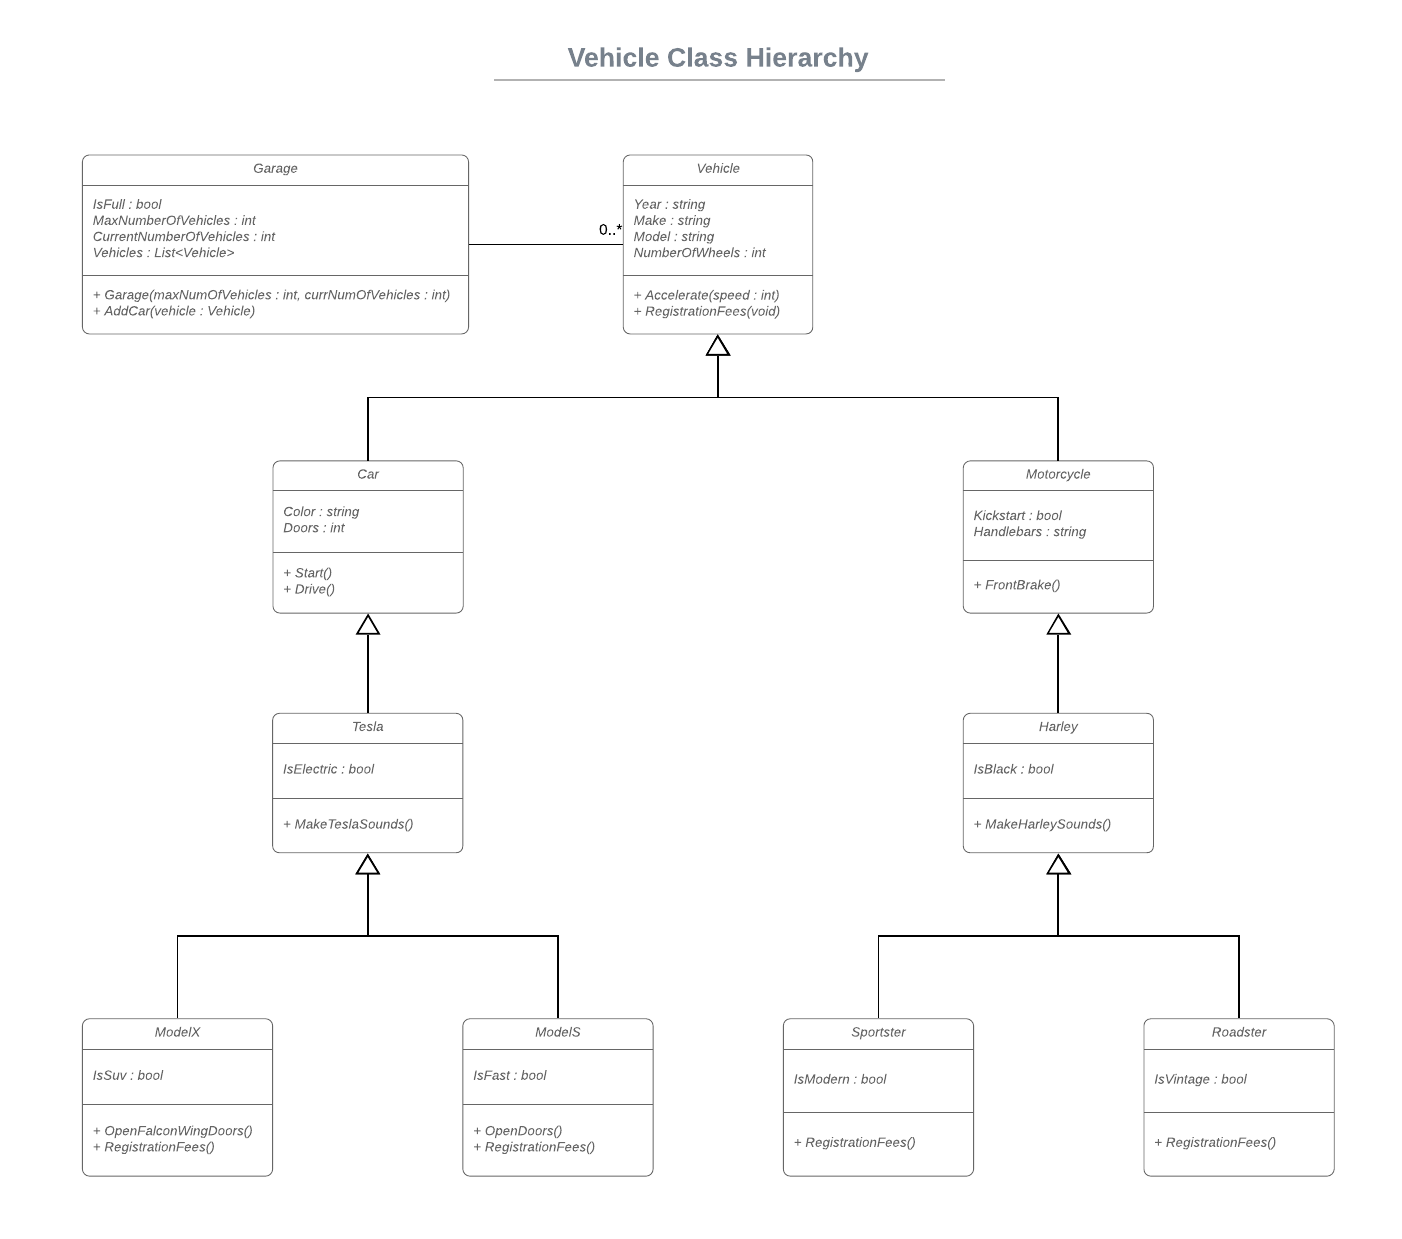 Vehicle Class Hierarchy
Garage
IsFull : bool
MaxNumberOfVehicles : int
CurrentNumberOfVehicles : int
Vehicles : List<Vehicle>
+ Garage(maxNumOfVehicles : int, currNumOfVehicles : int)
+ AddCar(vehicle : Vehicle)
0..*
Vehicle
Year : string
Make : string
Model : string
NumberOfWheels : int
+ Accelerate(speed : int)
+ RegistrationFees(void)
Car
Color : string
Doors : int
+ Start()
+ Drive()
Motorcycle
Kickstart : bool
Handlebars : string
+ FrontBrake()
Tesla
IsElectric : bool
+ MakeTeslaSounds()
Harley
IsBlack : bool
+ MakeHarleySounds()
ModelX
IsSuv : bool
+ OpenFalconWingDoors()
+ RegistrationFees()
ModelS
IsFast : bool
+ OpenDoors()
+ RegistrationFees()
Sportster
IsModern : bool
+ RegistrationFees()
Roadster
IsVintage : bool
+ RegistrationFees()